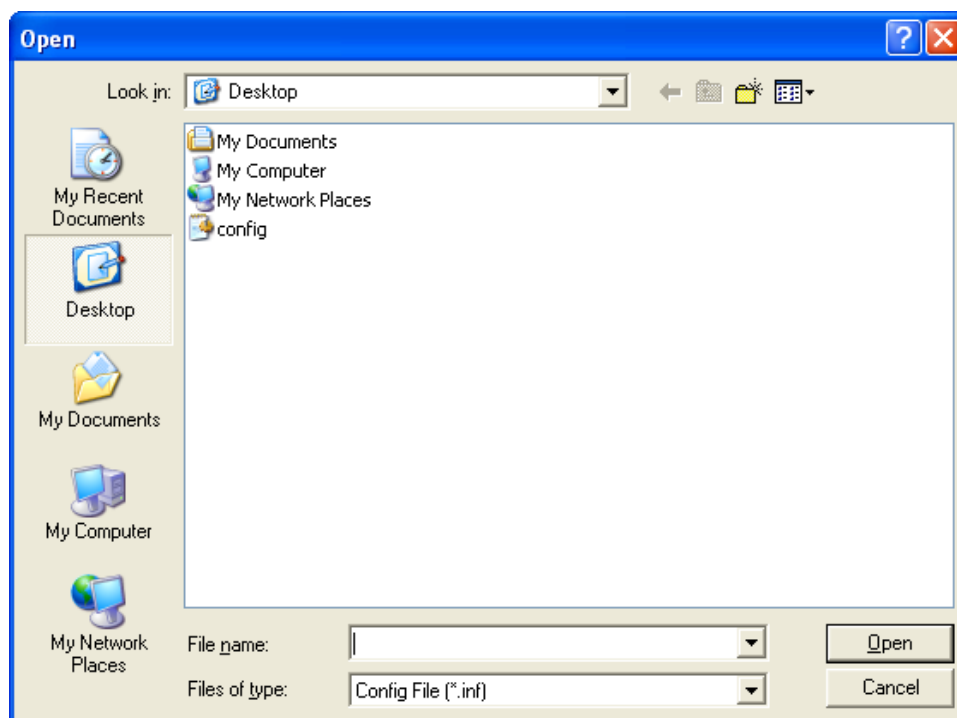 Open
Look in:
Desktop
My Documents
My Computer
My Network Places
config
My Recent
Documents
Desktop
My Documents
My Computer
My Network
Places
File name:
Open
Files of type:
Config File (*.inf)
Cancel